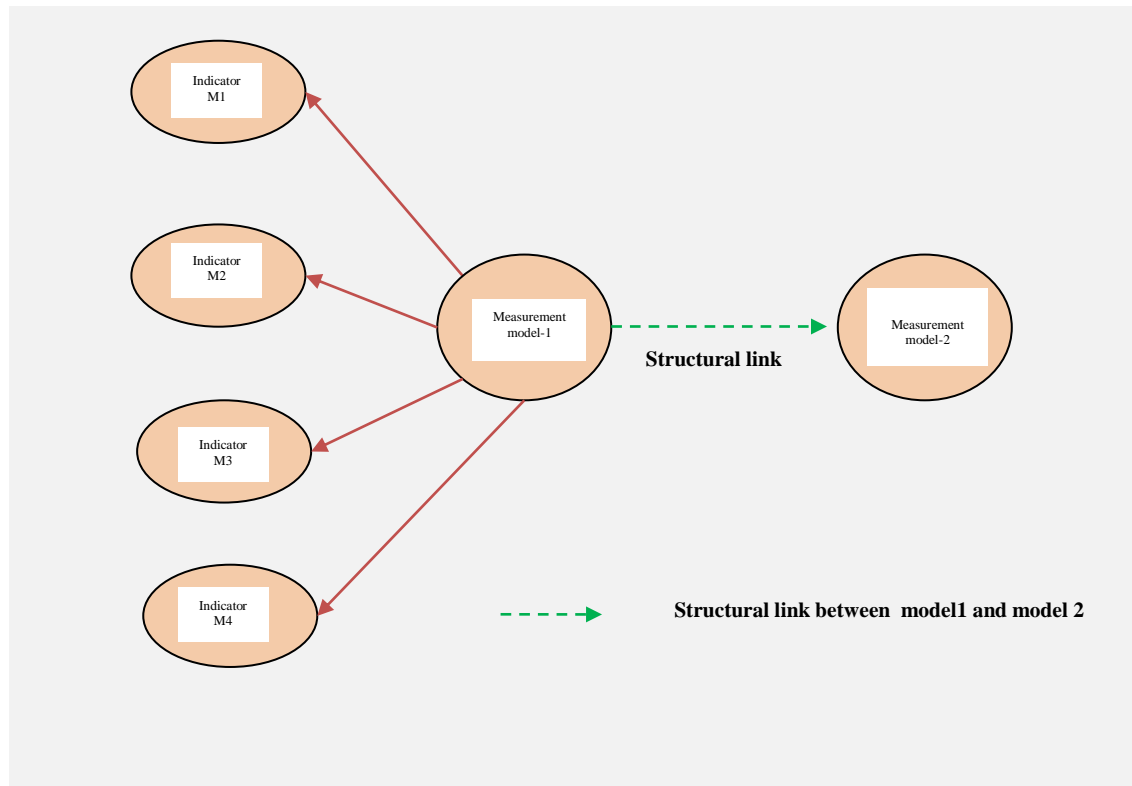 Indicator
M1
Indicator
M2
Measurement
model-1
Measurement
model-2
Structural link
Indicator
M3
Indicator
M4
Structural link between  model1 and model 2